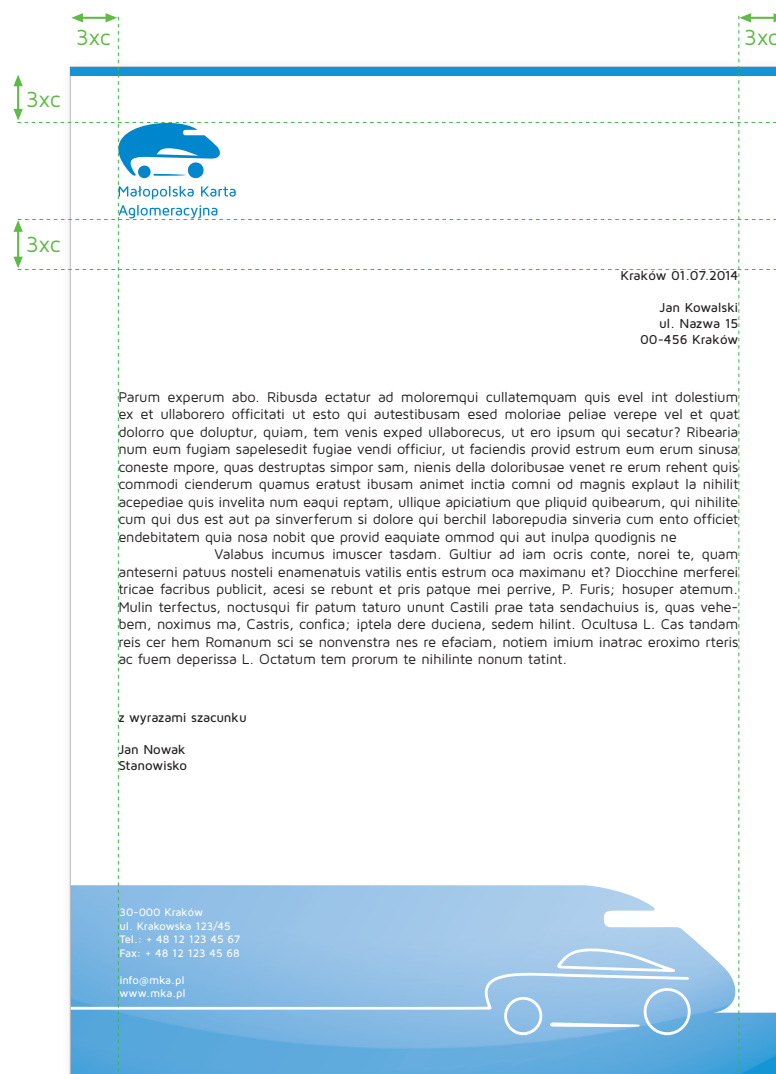 3xc
3xc
3xc
Małopolska Karta
Aglomeracyjna
3xc
Kraków 01.07.2014
Jan Kowalski
ul. Nazwa 15
00-456 Kraków
Parum experum abo. Ribusda ectatur ad moloremqui cullatemquam quis evel int dolestium
ex et ullaborero officitati ut esto qui autestibusam esed moloriae peliae verepe vel et quat
dolorro que doluptur, quiam, tem venis exped ullaborecus, ut ero ipsum qui secatur? Ribearia
num eum fugiam sapelesedit fugiae vendi officiur, ut faciendis provid estrum eum erum sinusa
coneste mpore, quas destruptas simpor sam, nienis della doloribusae venet re erum rehent quis
commodi cienderum quamus eratust ibusam animet inctia comni od magnis explaut la nihilit
acepediae quis invelita num eaqui reptam, ullique apiciatium que pliquid quibearum, qui nihilite
cum qui dus est aut pa sinverferum si dolore qui berchil laborepudia sinveria cum ento officiet
endebitatem quia nosa nobit que provid eaquiate ommod qui aut inulpa quodignis ne
Valabus incumus imuscer tasdam. Gultiur ad iam ocris conte, norei te, quam
anteserni patuus nosteli enamenatuis vatilis entis estrum oca maximanu et? Diocchine merferei
tricae facribus publicit, acesi se rebunt et pris patque mei perrive, P. Furis; hosuper atemum.
Mulin terfectus, noctusqui fir patum taturo ununt Castili prae tata sendachuius is, quas vehe-
bem, noximus ma, Castris, confica; iptela dere duciena, sedem hilint. Ocultusa L. Cas tandam
reis cer hem Romanum sci se nonvenstra nes re efaciam, notiem imium inatrac eroximo rteris
ac fuem deperissa L. Octatum tem prorum te nihilinte nonum tatint.
z wyrazami szacunku
Jan Nowak
Stanowisko
30-000 Kraków
ul. Krakowska 123/45
Tel.: + 48 12 123 45 67
Fax: + 48 12 123 45 68
info@mka.pl
www.mka.pl